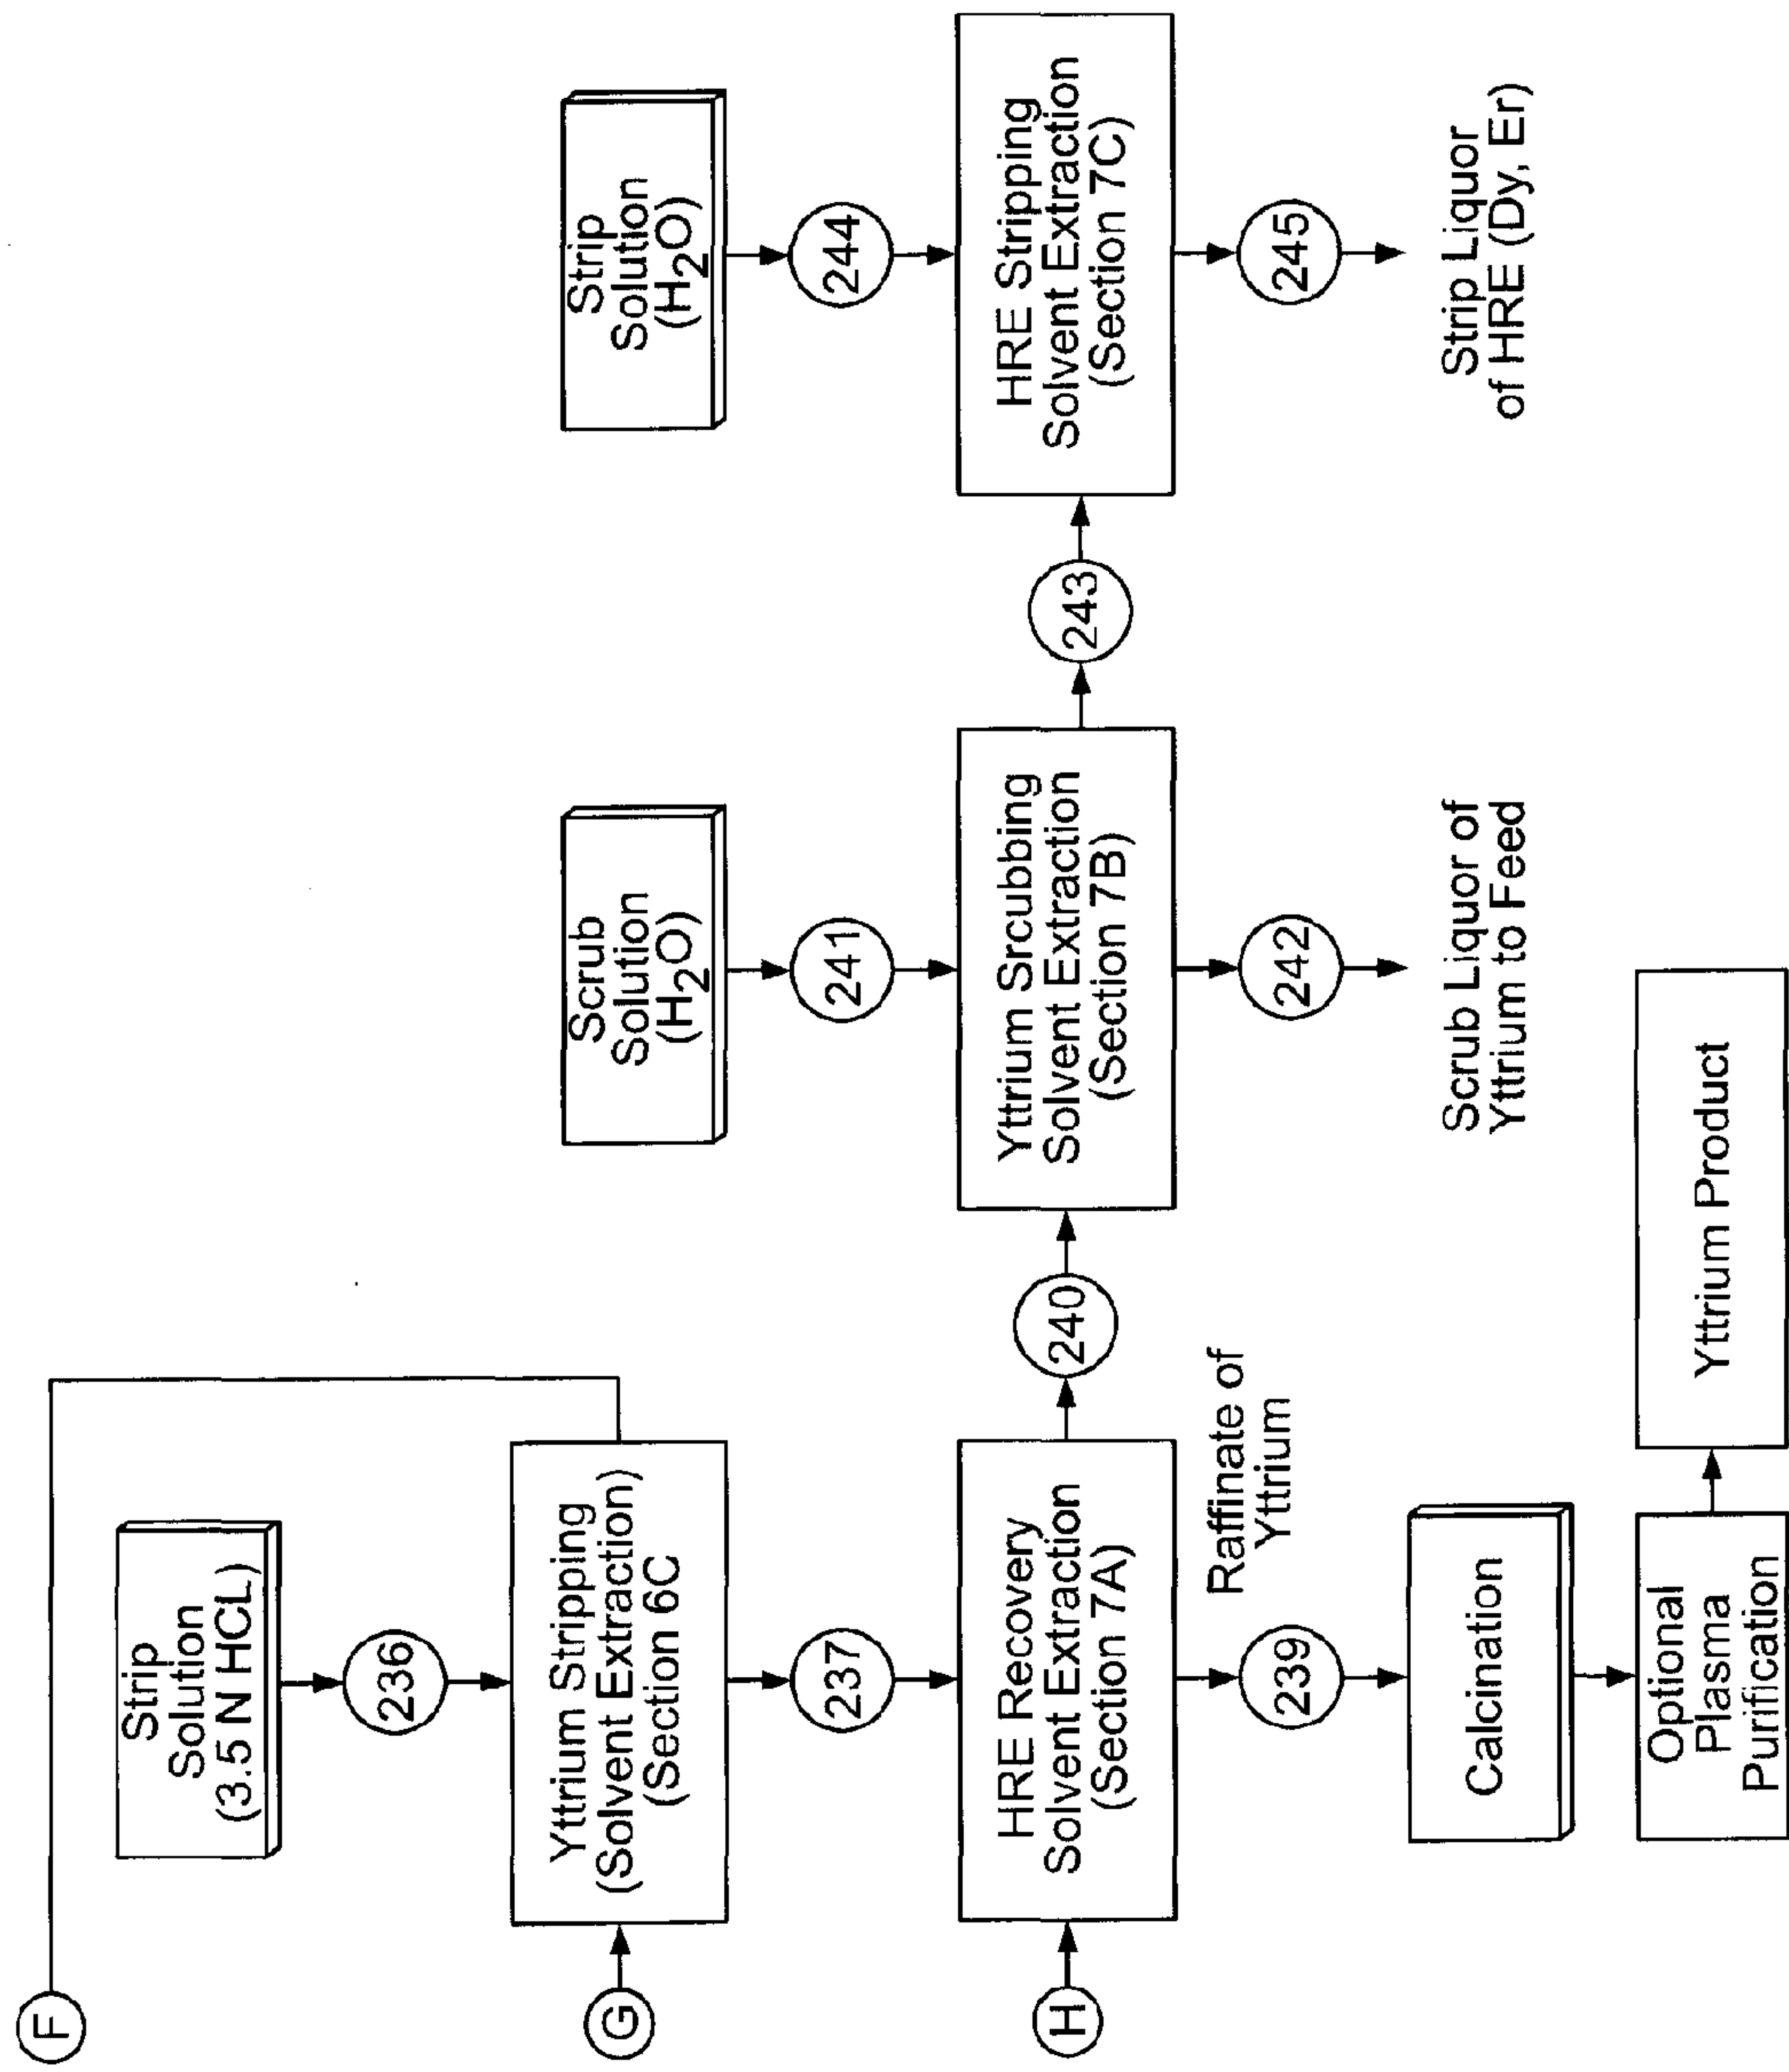 F
Strip
Solution
(3.5 N HCL)
236
G
Yttrium Stripping
(Solvent Extraction)
(Section 6C
237
H
HRE Recovery
Solvent Extraction
(Section 7A)
239
Raffinate of
Yttrium
Calcination
Optional
Plasma
Purification
Yttrium Product
240
Scrub
Solution
(H₂O)
241
Yttrium Srcubbing
Solvent Extraction
(Section 7B)
242
Scrub Liquor of
Yttrium to Feed
243
Strip
Solution
(H₂O)
244
HRE Stripping
Solvent Extraction
(Section 7C)
245
Strip Liquor
of HRE (Dy, Er)